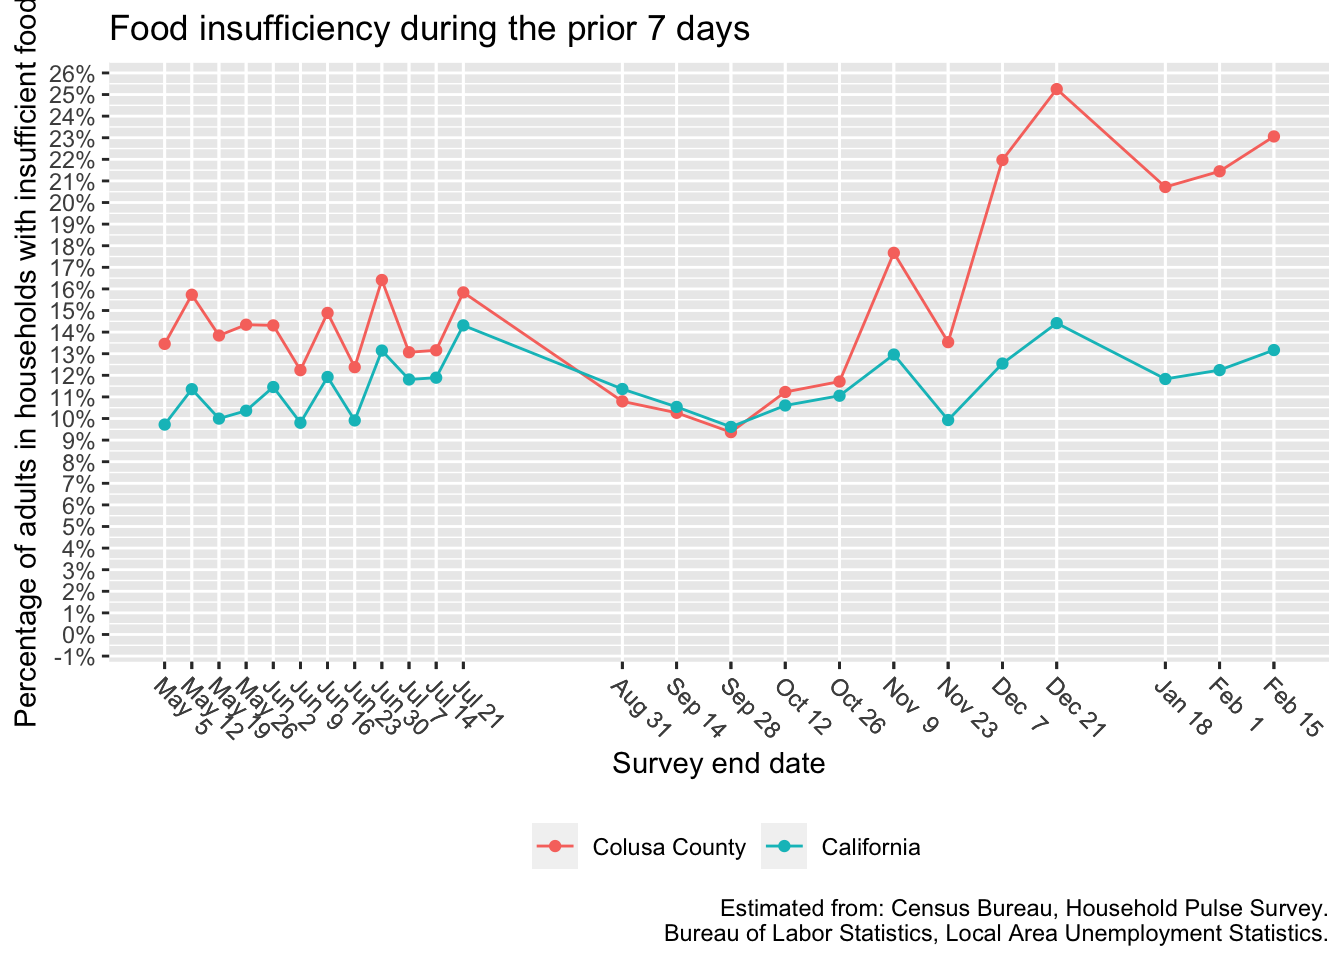 Food insufficiency during the prior 7 days
Percentage of adults in households with insufficient food
26%
25%
24%
23%
22%
21%
20%
19%
18%
17%
16%
15%
14%
13%
12%
11%
10%
9%
8%
7%
6%
5%
4%
3%
2%
1%
0%
-1%
May 5
May 12
May 19
May 26
Jun 2
Jun 9
Jun 16
Jun 23
Jun 30
Jul 7
Jul 14
Jul 21
Aug 31
Sep 14
Sep 28
Oct 12
Oct 26
Nov 9
Nov 23
Dec 7
Dec 21
Jan 18
Feb 1
Feb 15
Survey end date
Colusa County
California
Estimated from: Census Bureau, Household Pulse Survey.
Bureau of Labor Statistics, Local Area Unemployment Statistics.